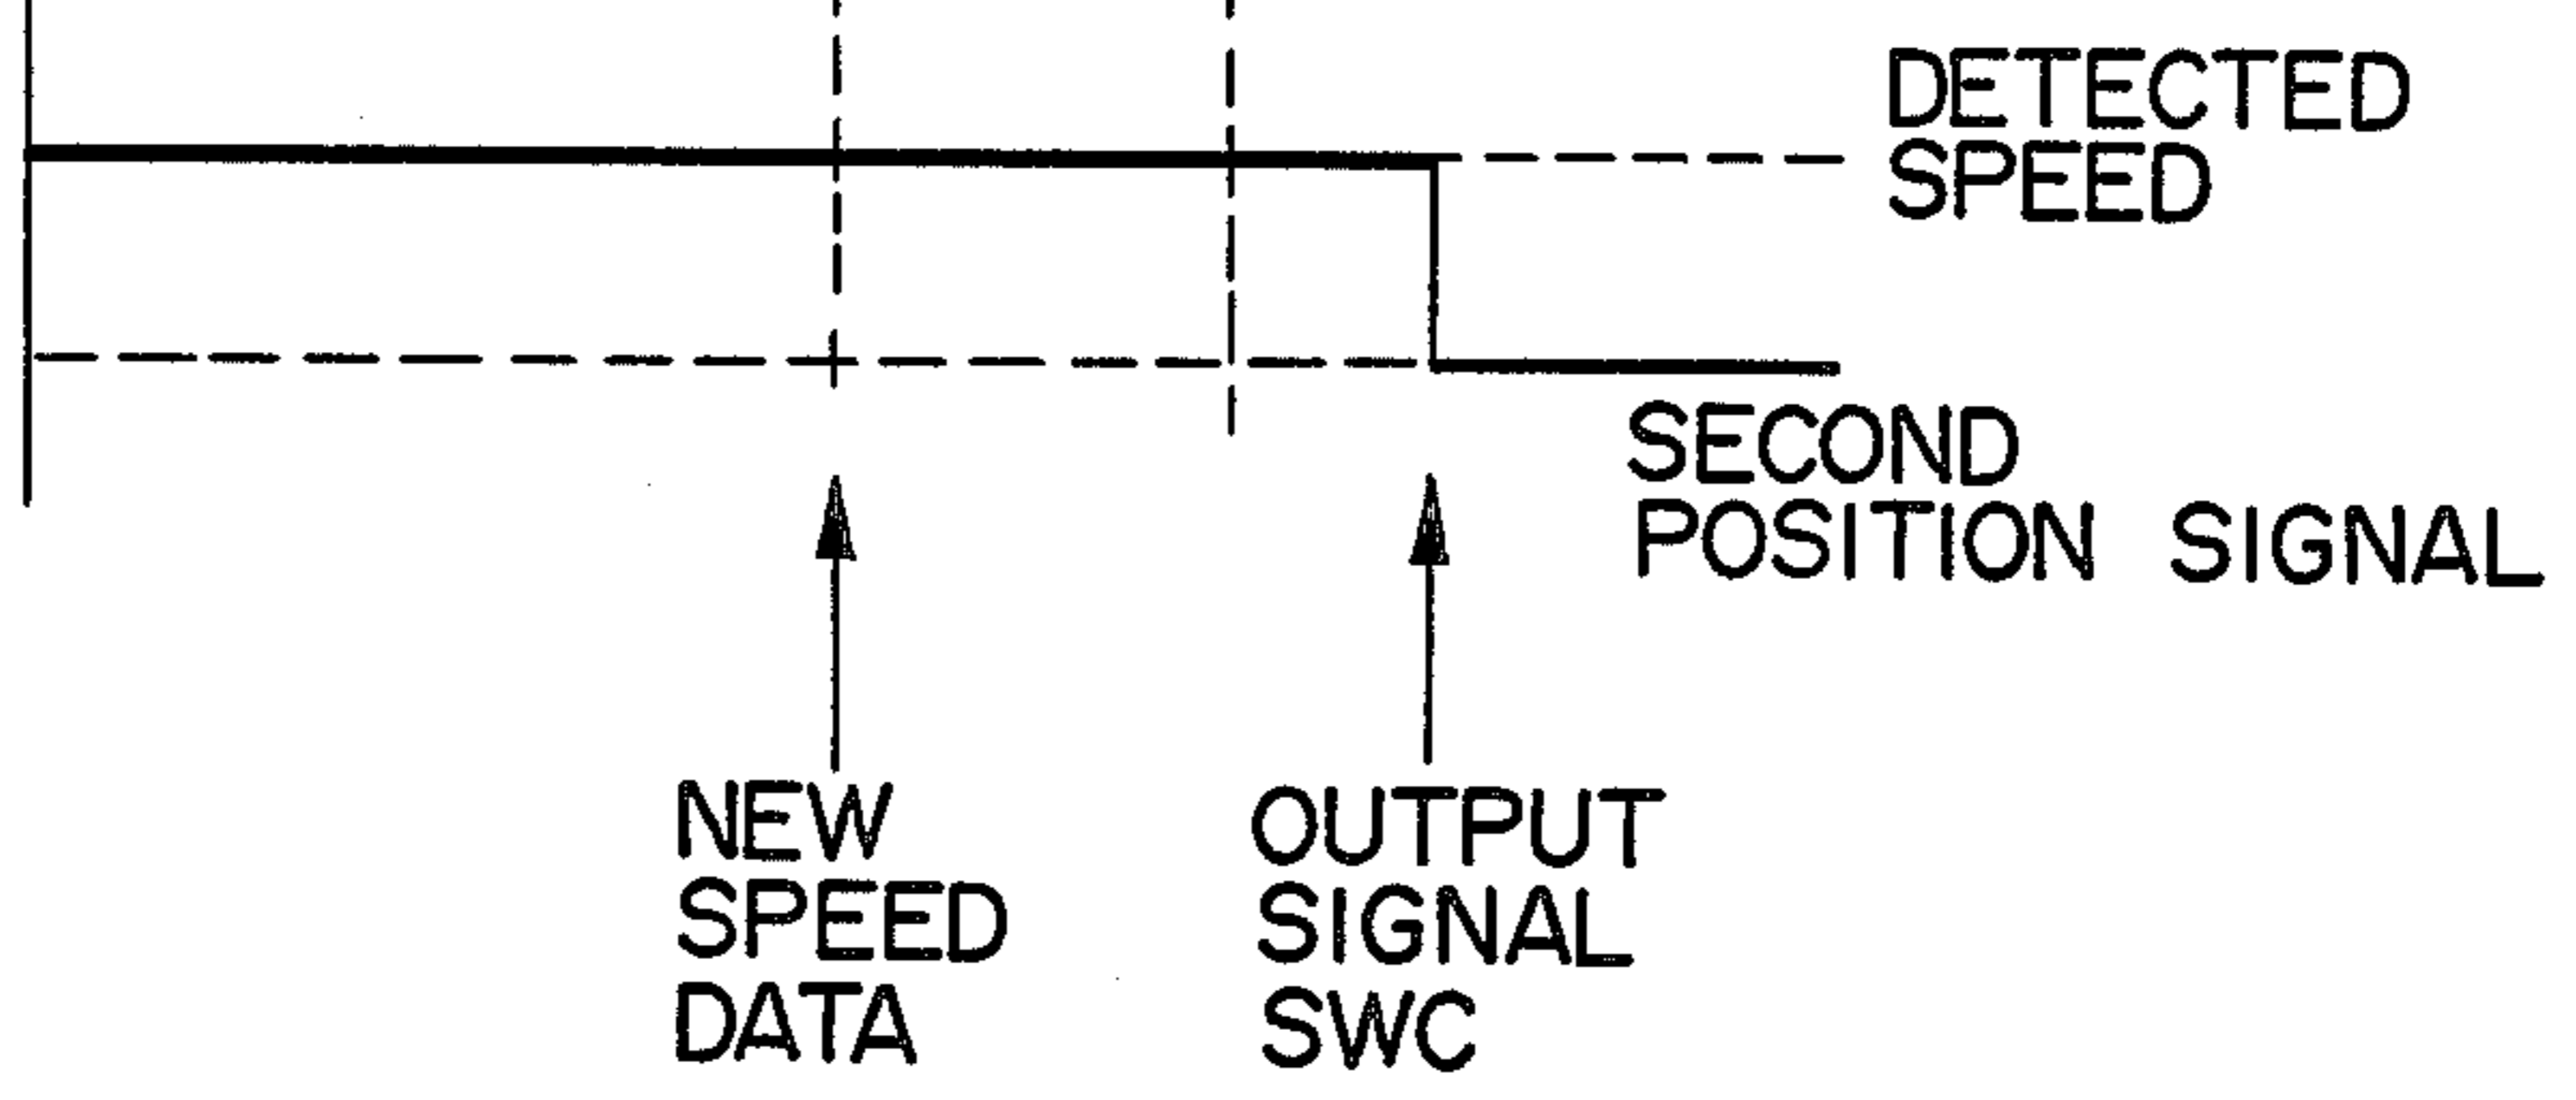 DETECTED
SPEED
SECOND
POSITION SIGNAL
NEW
SPEED
DATA
OUTPUT
SIGNAL
SWC